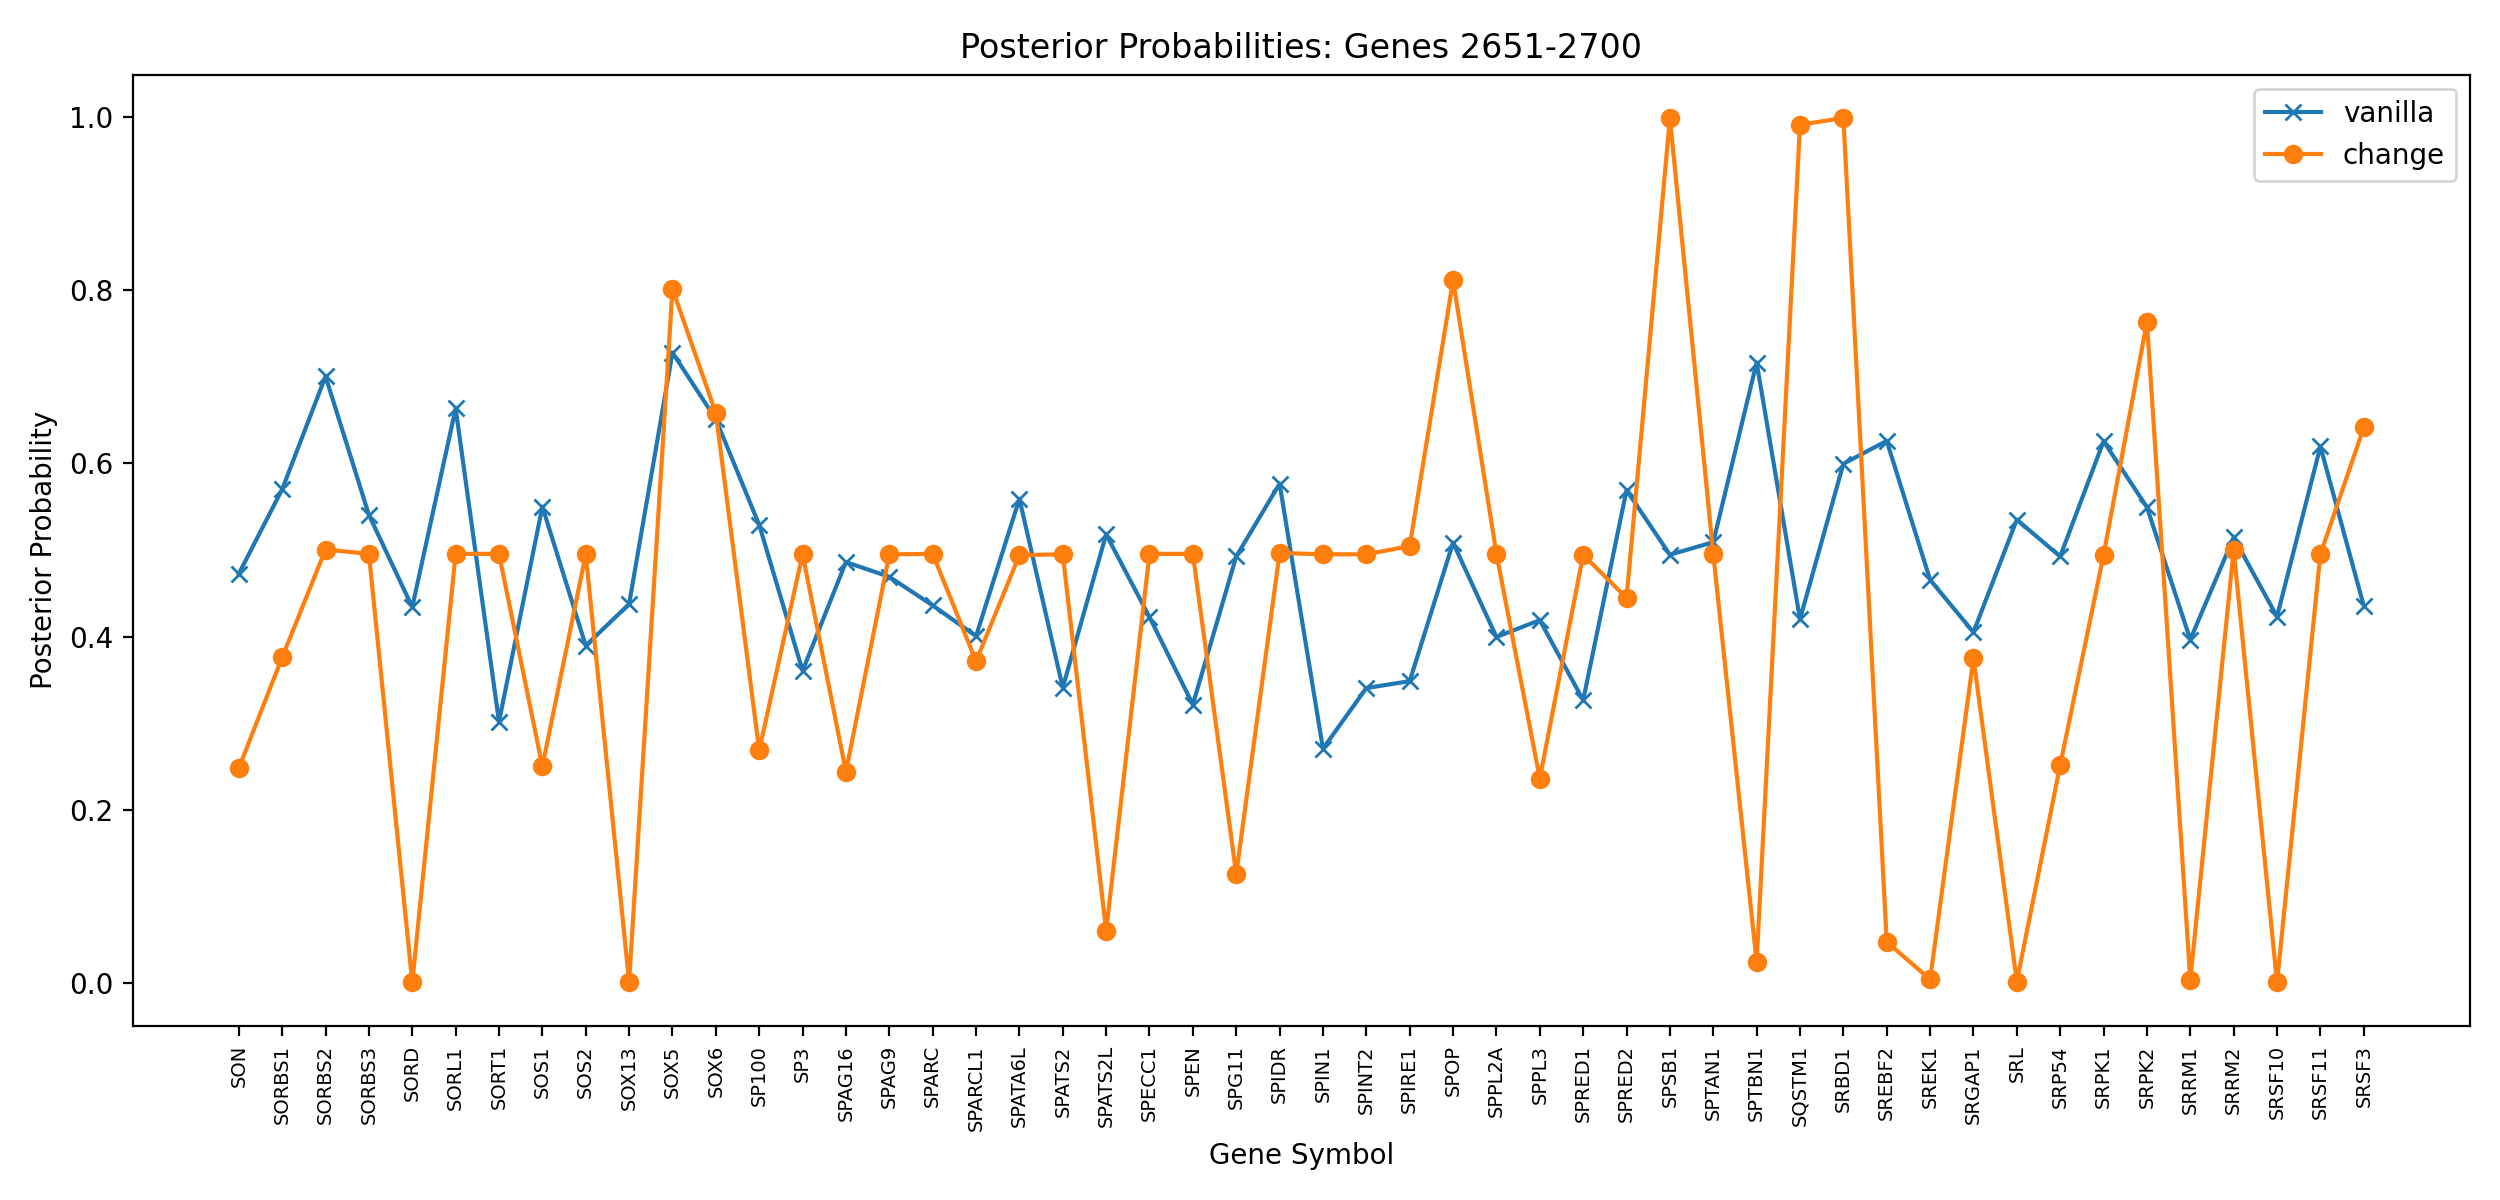 Posterior Probabilities: Genes 2651-2700
vanilla
change
Posterior Probability
1.0
0.8
0.6
0.4
0.2
0.0
SON
SORBS1
SORBS2
SORBS3
SORD
SORL1
SORT1
SOS1
SOS2
SOX13
SOX5
SOX6
SP100
SP3
SPAG16
SPAG9
SPARC
SPARCL1
SPATA6L
SPATS2
SPATS2L
SPECC1
SPEN
SPG11
SPIDR
SPIN1
SPINT2
SPIRE1
SPOP
SPPL2A
SPPL3
SPRED1
SPRED2
SPSB1
SPTAN1
SPTBN1
SQSTM1
SRBD1
SREBF2
SREK1
SRGAP1
SRL
SRP54
SRPK1
SRPK2
SRRM1
SRRM2
SRSF10
SRSF11
SRSF3
Gene Symbol